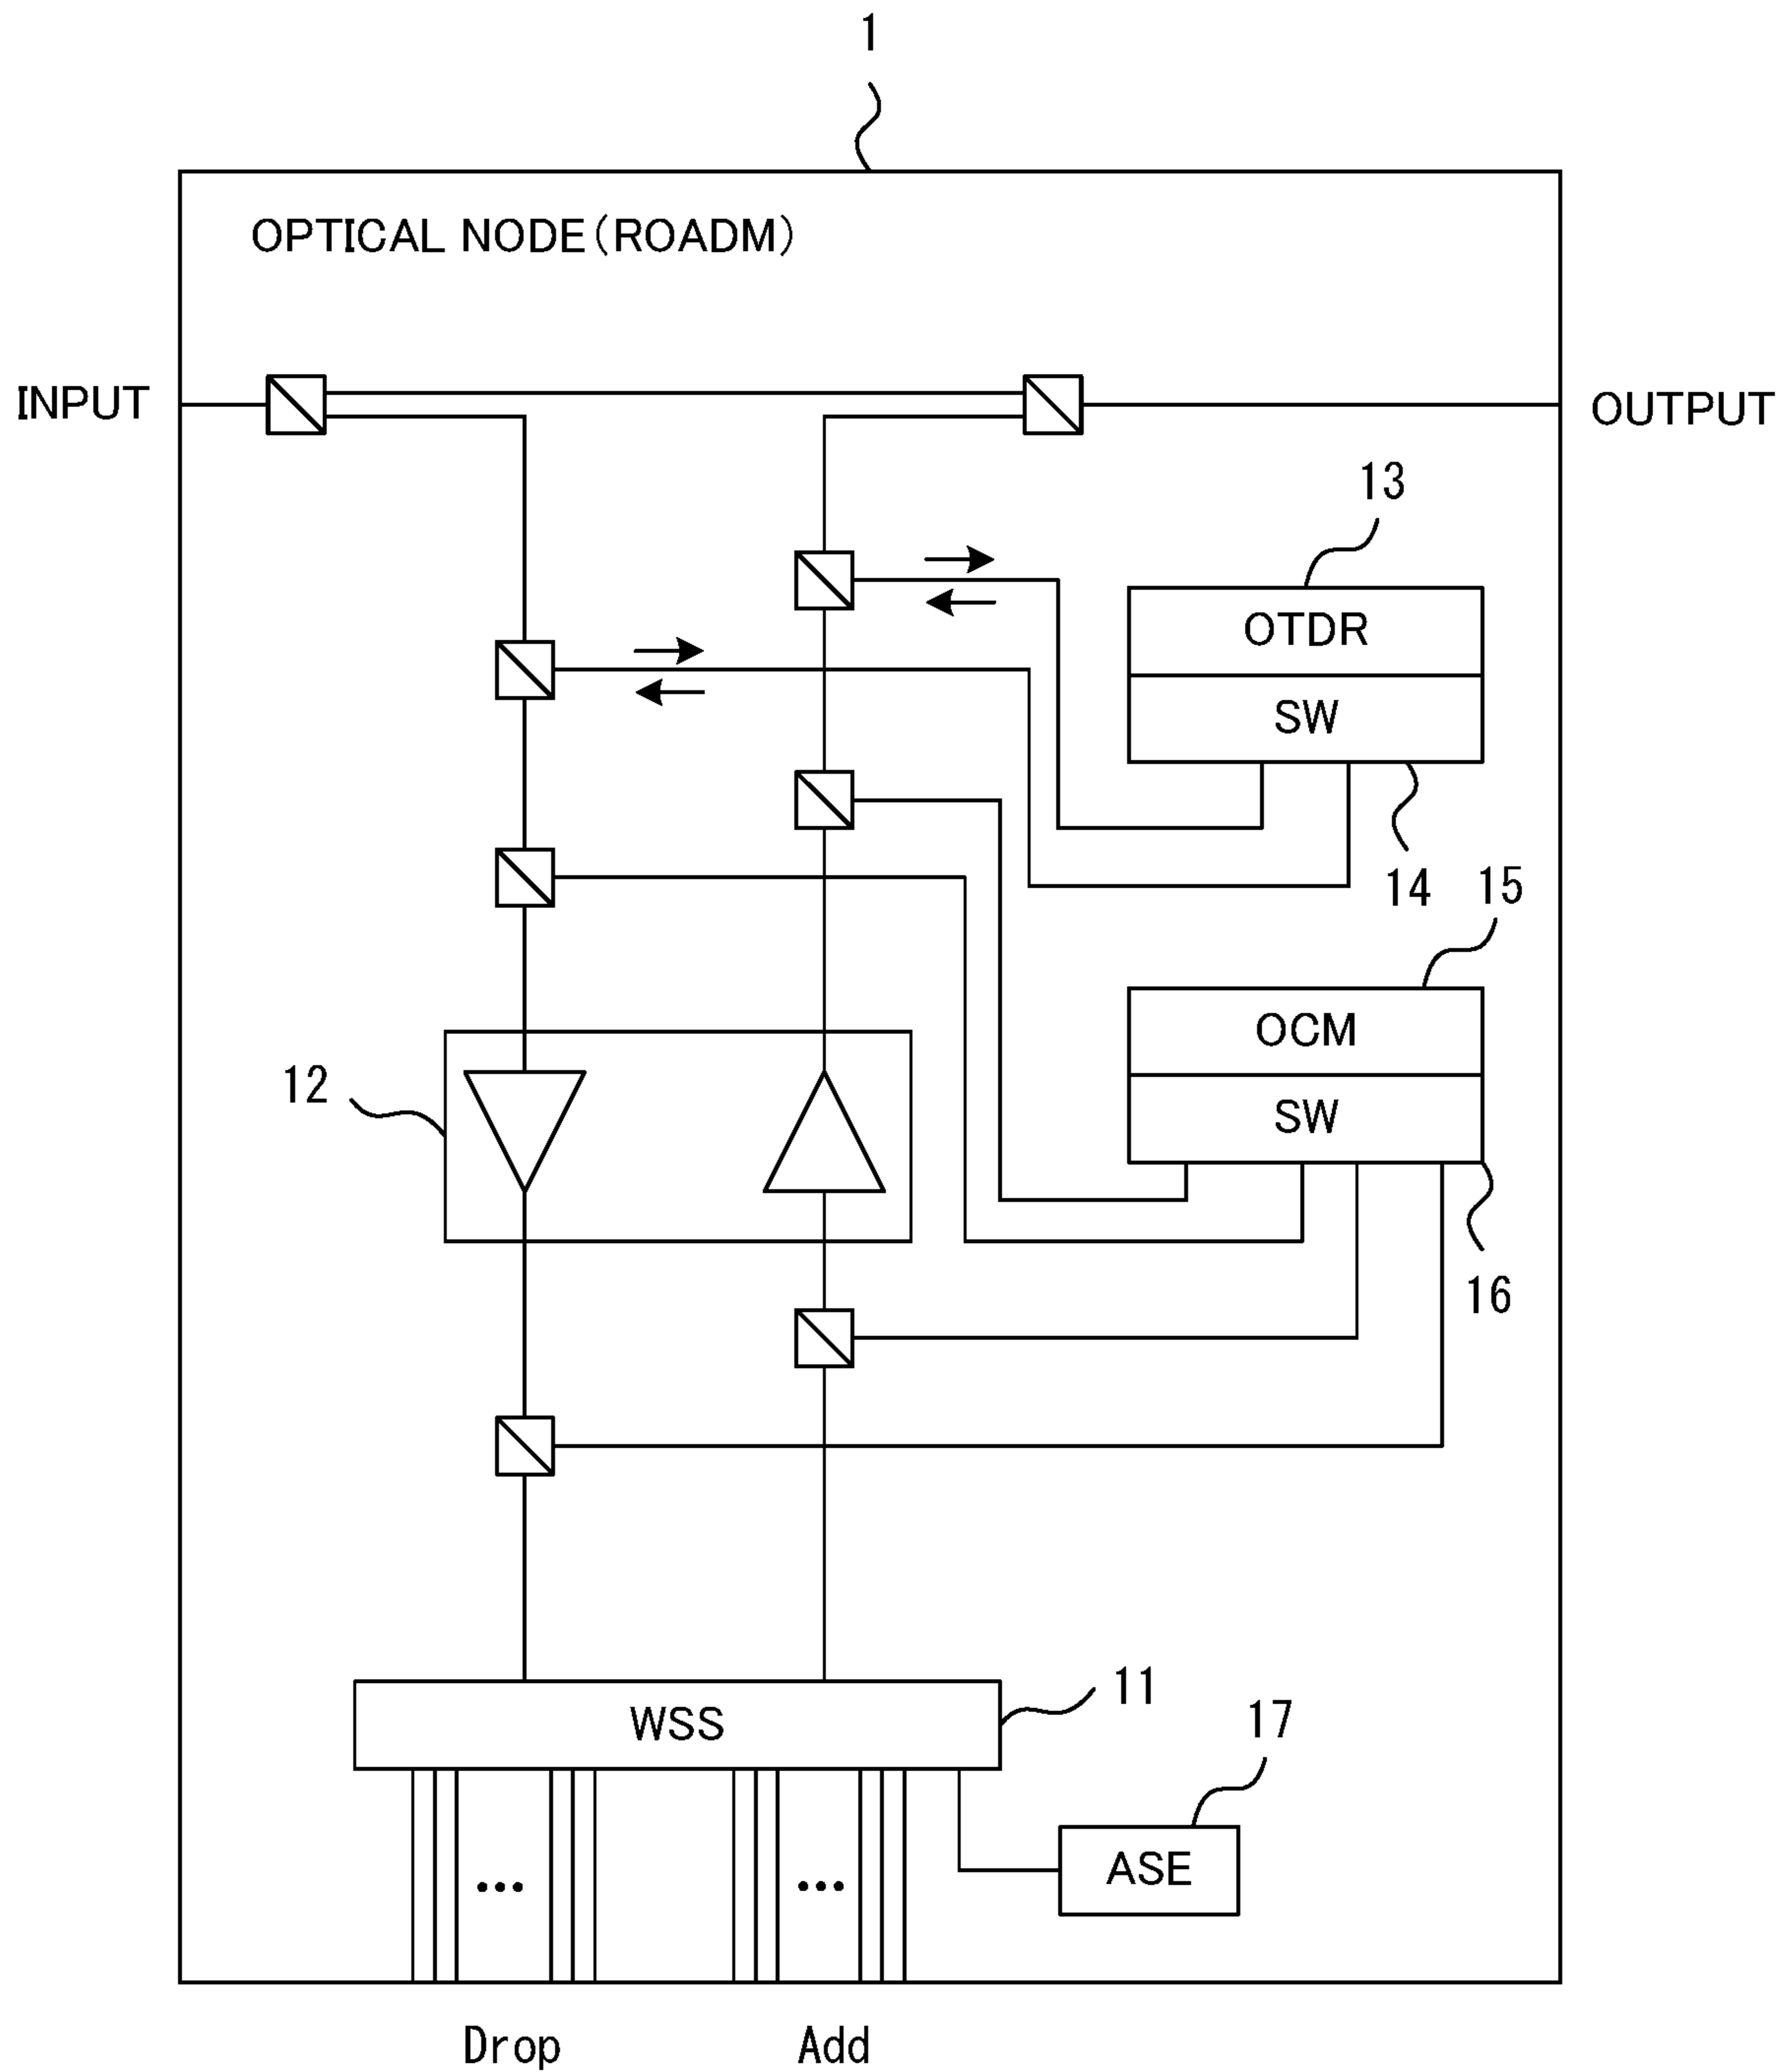 1
OPTICAL NODE(ROADM)
INPUT
OUTPUT
13
OTDR
SW
14
15
OCM
SW
16
12
WSS
11
17
ASE
...
...
Drop
Add